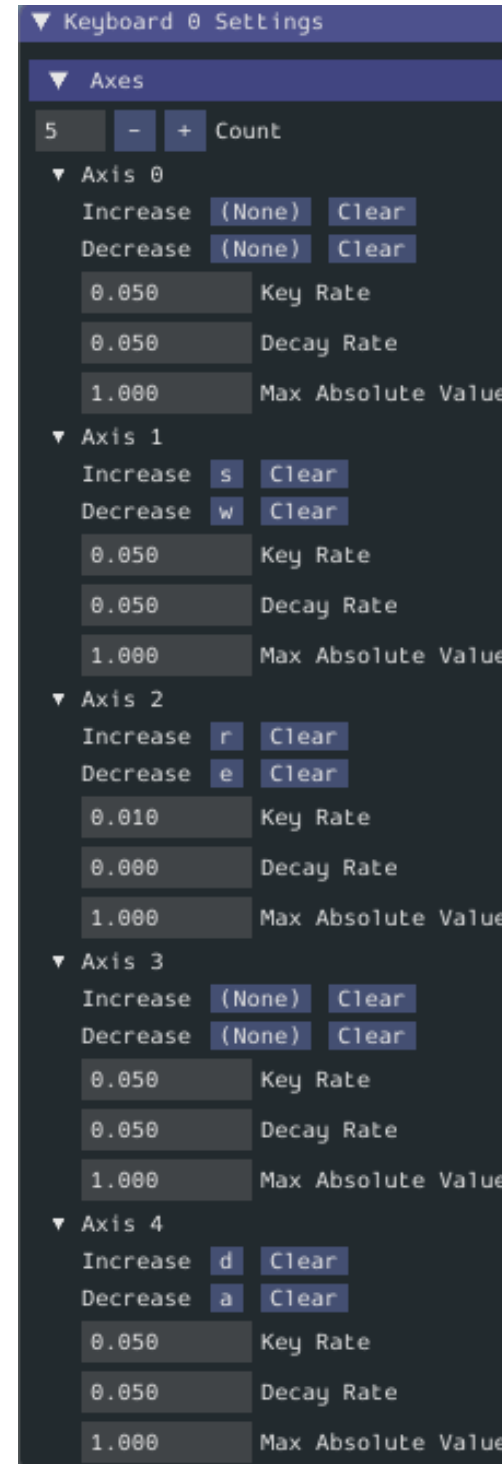 ▼ Keyboard 0 Settings
▼ Axes
5 - + Count
▼ Axis 0
Increase (None) Clear
Decrease (None) Clear
0.050 Key Rate
0.050 Decay Rate
1.000 Max Absolute Value
▼ Axis 1
Increase s Clear
Decrease w Clear
0.050 Key Rate
0.050 Decay Rate
1.000 Max Absolute Value
▼ Axis 2
Increase r Clear
Decrease e Clear
0.010 Key Rate
0.000 Decay Rate
1.000 Max Absolute Value
▼ Axis 3
Increase (None) Clear
Decrease (None) Clear
0.050 Key Rate
0.050 Decay Rate
1.000 Max Absolute Value
▼ Axis 4
Increase d Clear
Decrease a Clear
0.050 Key Rate
0.050 Decay Rate
1.000 Max Absolute Value